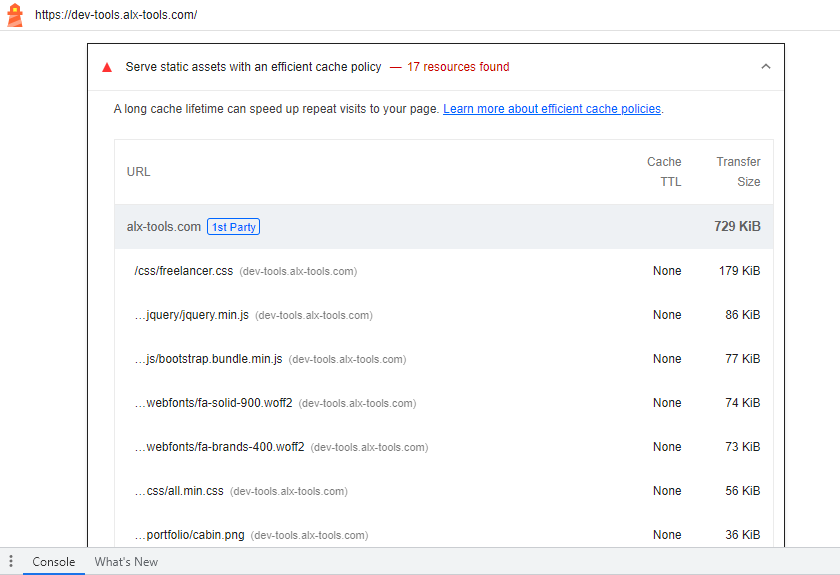 https://dev-tools.alx-tools.com/
Serve static assets with an efficient cache policy — 17 resources found
A long cache lifetime can speed up repeat visits to your page. Learn more about efficient cache policies.
URL Cache TTL Transfer Size
alx-tools.com 1st Party 729 KiB
/css/freelancer.css (dev-tools.alx-tools.com) None 179 KiB
…jquery/jquery.min.js (dev-tools.alx-tools.com) None 86 KiB
…js/bootstrap.bundle.min.js (dev-tools.alx-tools.com) None 77 KiB
…webfonts/fa-solid-900.woff2 (dev-tools.alx-tools.com) None 74 KiB
…webfonts/fa-brands-400.woff2 (dev-tools.alx-tools.com) None 73 KiB
…css/all.min.css (dev-tools.alx-tools.com) None 56 KiB
…portfolio/cabin.png (dev-tools.alx-tools.com) None 36 KiB
Console What's New